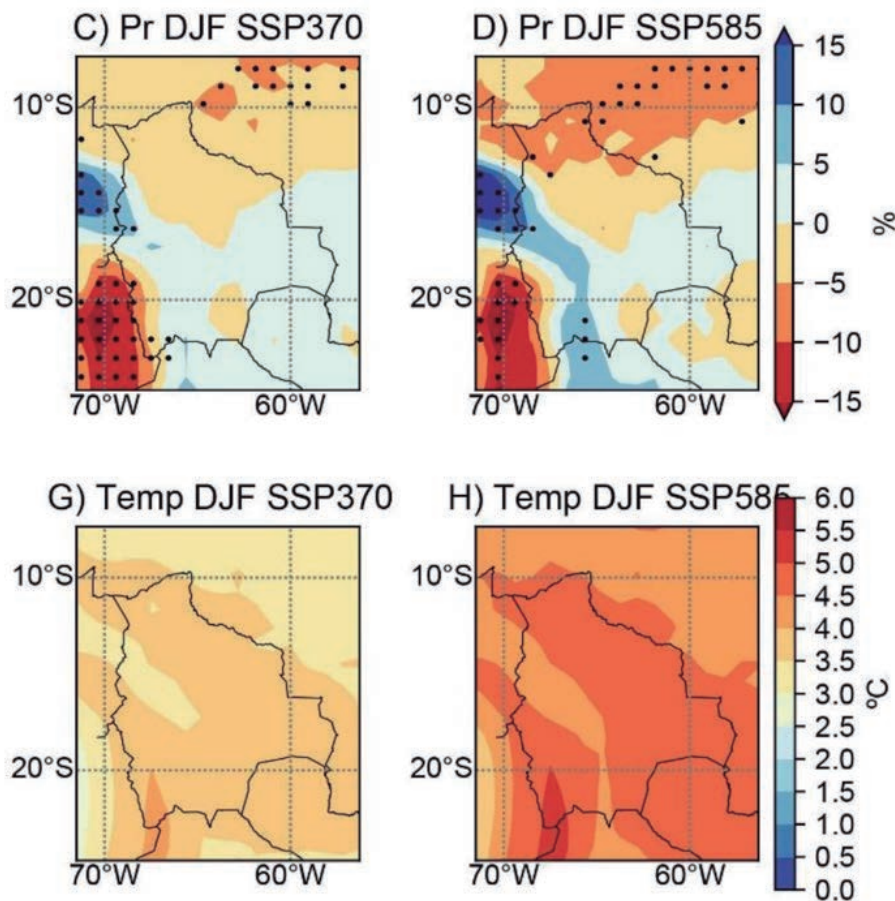 C) Pr DJF SSP370
D) Pr DJF SSP585
10°S
20°S
70°W
60°W
10°S
20°S
70°W
60°W
15
10
5
0
−5
−10
−15
%
G) Temp DJF SSP370
H) Temp DJF SSP585
10°S
20°S
70°W
60°W
10°S
20°S
70°W
60°W
6.0
5.5
5.0
4.5
4.0
3.5
3.0
2.5
2.0
1.5
1.0
0.5
0.0
ºC